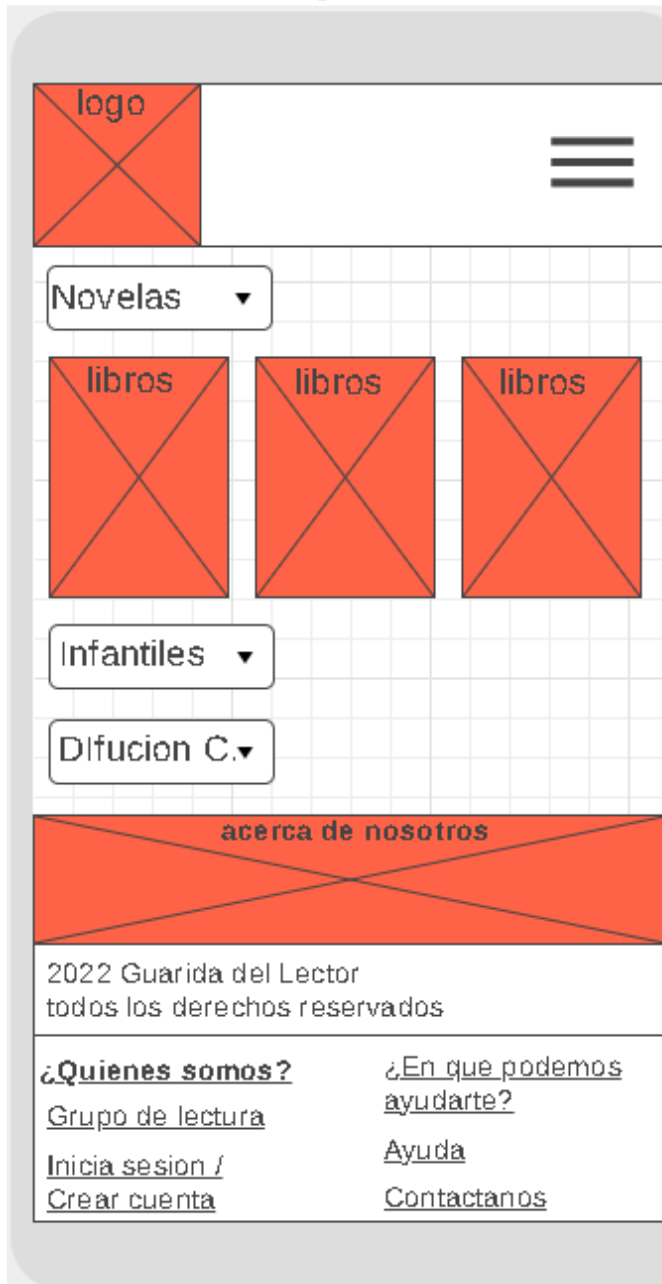 logo
Novelas
libros
libros
libros
Infantiles
DIfucion C.
acerca de nosotros
2022 Guarida del Lector
todos los derechos reservados
¿Quienes somos?
Grupo de lectura
Inicia sesion /
Crear cuenta
¿En que podemos
ayudarte?
Ayuda
Contactanos